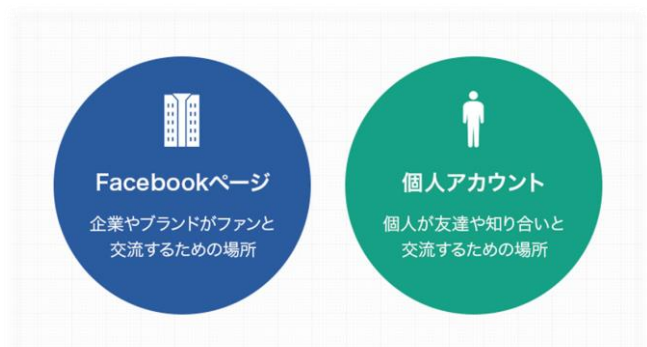 Facebookページ
企業やブランドがファンと
交流するための場所
個人アカウント
個人が友達や知り合いと
交流するための場所